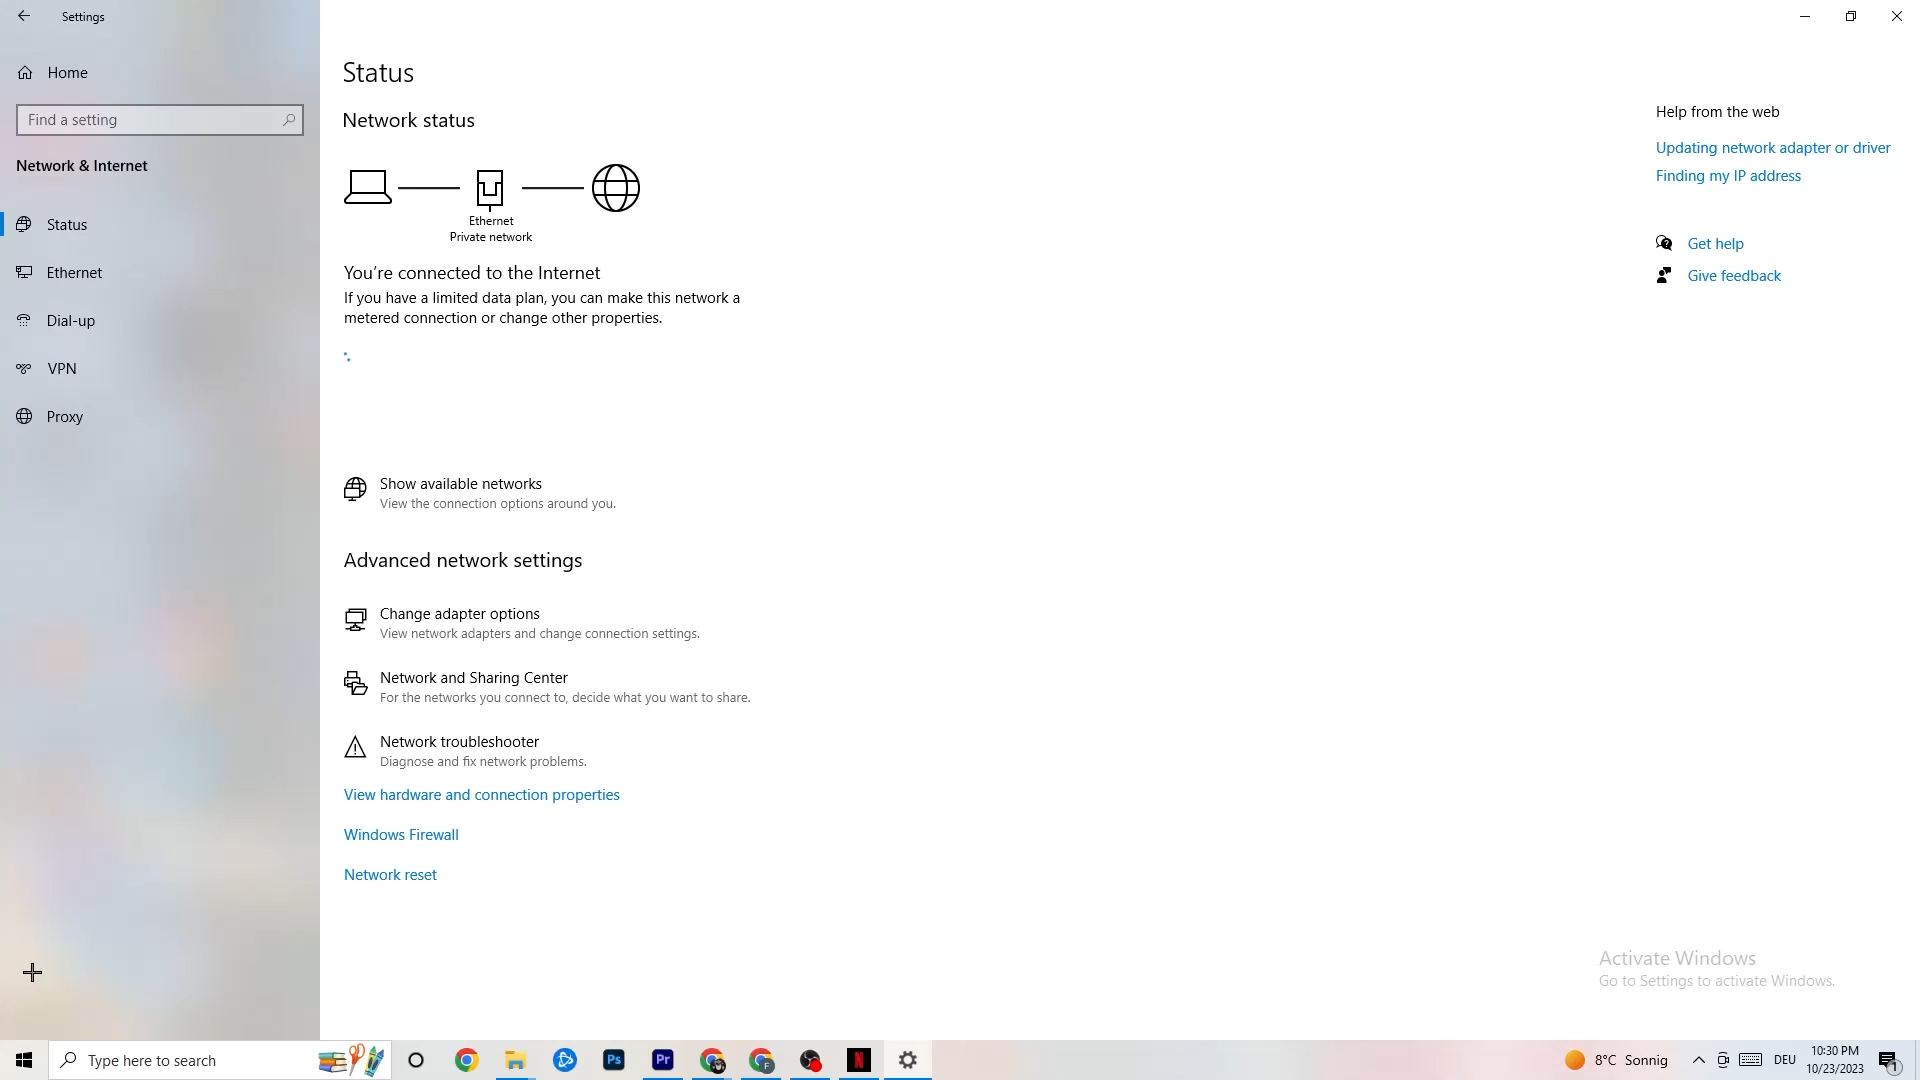 Settings
Home
Find a setting
Network & Internet
Status
Ethernet
Dial-up
VPN
Proxy
Status
Network status
Ethernet
Private network
You're connected to the Internet
If you have a limited data plan, you can make this network a
metered connection or change other properties.
Show available networks
View the connection options around you.
Advanced network settings
Change adapter options
View network adapters and change connection settings.
Network and Sharing Center
For the networks you connect to, decide what you want to share.
Network troubleshooter
Diagnose and fix network problems.
View hardware and connection properties
Windows Firewall
Network reset
Help from the web
Updating network adapter or driver
Finding my IP address
Get help
Give feedback
Activate Windows
Go to Settings to activate Windows.
Type here to search
Ps
Pr
F
N
8°C Sonnig
DEU
10:30 PM
10/23/2023
1